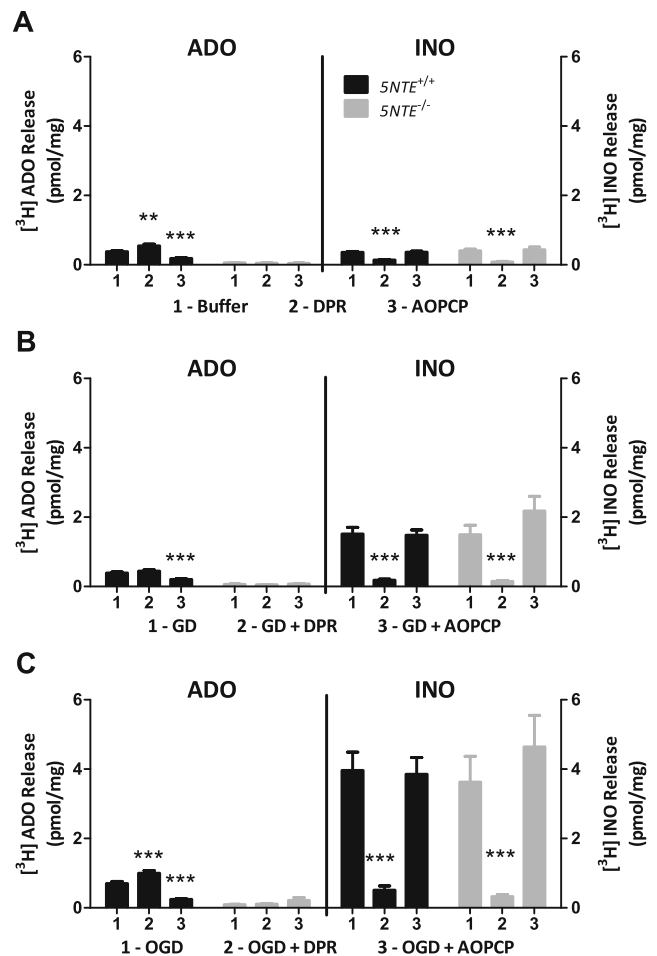 A
ADO INO
6 6
4 4
2 2
0 0
[³H] ADO Release
(pmol/mg)
[³H] INO Release
(pmol/mg)
5NTE+/+
5NTE-/-
** *** *** ***
1 2 3 1 2 3 1 2 3 1 2 3
1 - Buffer 2 - DPR 3 - AOPCP
B
ADO INO
6 6
4 4
2 2
0 0
[³H] ADO Release
(pmol/mg)
[³H] INO Release
(pmol/mg)
*** *** ***
1 2 3 1 2 3 1 2 3 1 2 3
1 - GD 2 - GD + DPR 3 - GD + AOPCP
C
ADO INO
6 6
4 4
2 2
0 0
[³H] ADO Release
(pmol/mg)
[³H] INO Release
(pmol/mg)
*** *** *** ***
1 2 3 1 2 3 1 2 3 1 2 3
1 - OGD 2 - OGD + DPR 3 - OGD + AOPCP